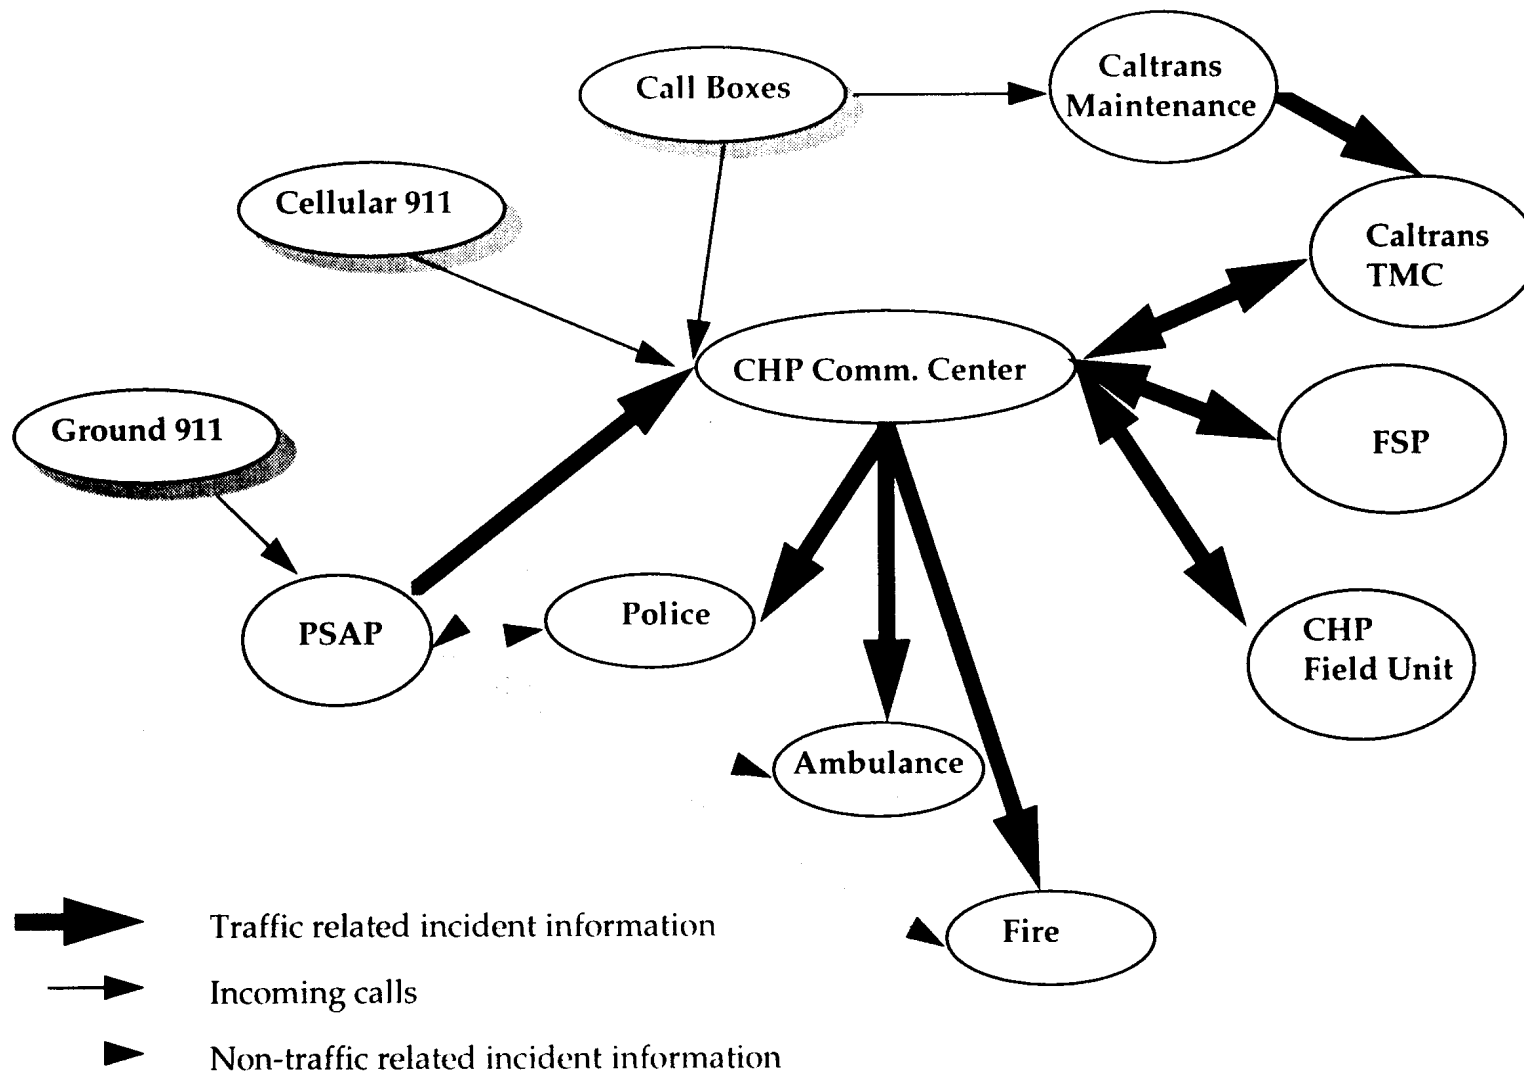 Call Boxes
Caltrans
Maintenance
Cellular 911
Caltrans
TMC
CHP Comm. Center
Ground 911
FSP
PSAP
Police
CHP
Field Unit
Ambulance
Fire
Traffic related incident information
Incoming calls
Non-traffic related incident information